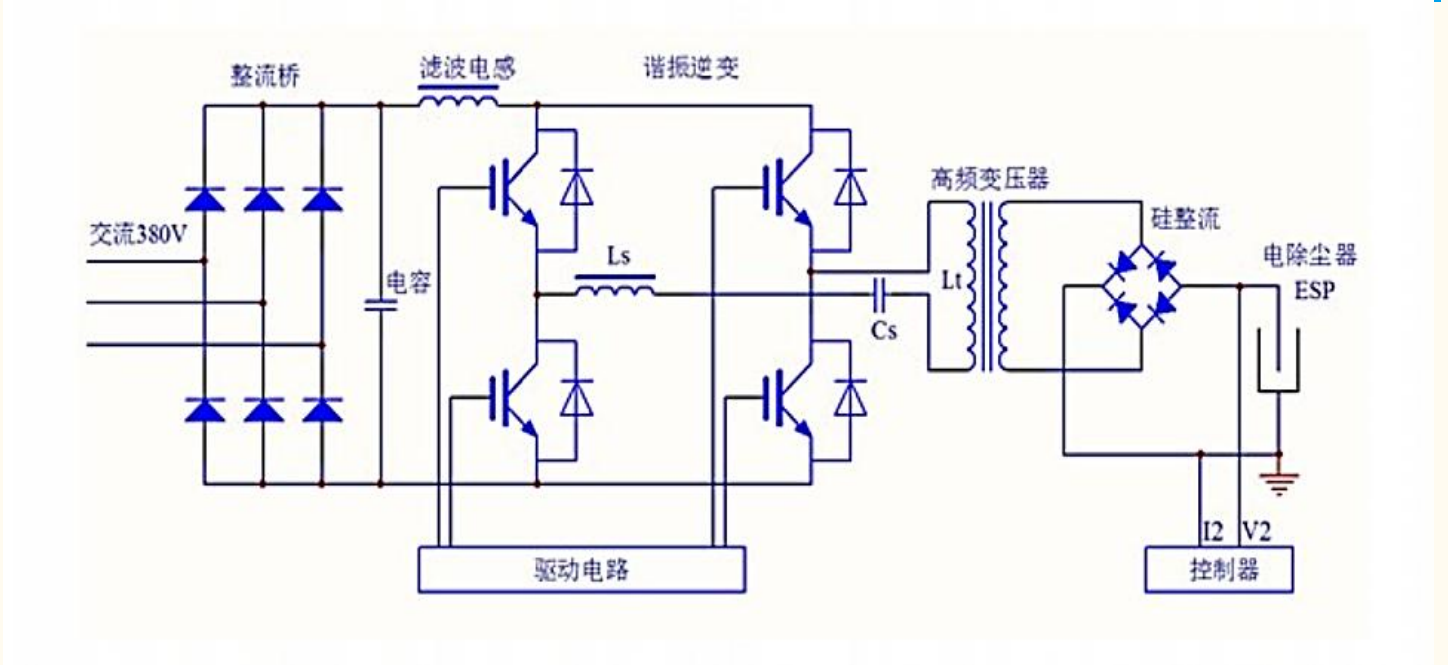 整流桥
滤波电感
谐振逆变
高频变压器
硅整流
交流380V
电除尘器
ESP
电容
Ls
Lt
Cs
I2
V2
驱动电路
控制器